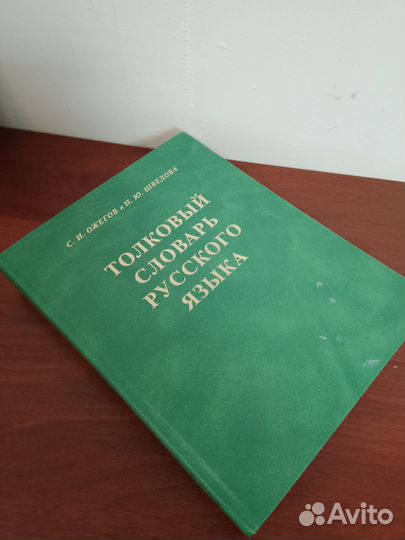 С. И. ОЖЕГОВ и Н. Ю. ШВЕДОВА
ТОЛКОВЫЙ
СЛОВАРЬ
РУССКОГО
ЯЗЫКА
Avito